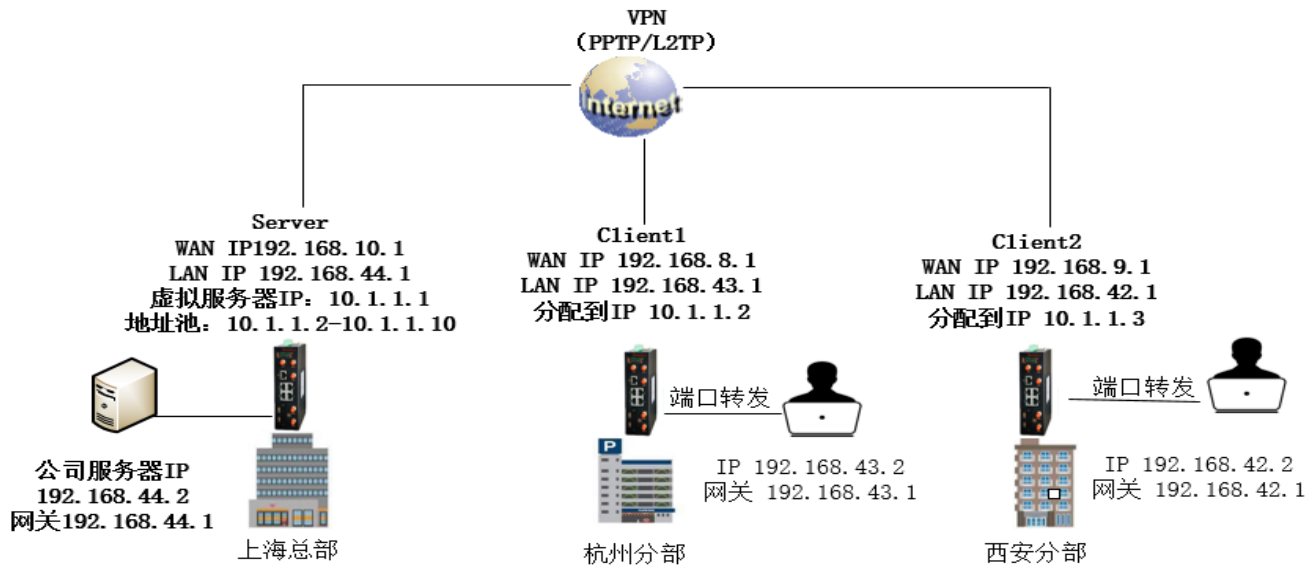 VPN
（PPTP/L2TP）
Internet
Server
WAN IP192.168.10.1
LAN IP 192.168.44.1
虚拟服务器IP：10.1.1.1
地址池：10.1.1.2-10.1.1.10
Client1
WAN IP 192.168.8.1
LAN IP 192.168.43.1
分配到IP 10.1.1.2
Client2
WAN IP 192.168.9.1
LAN IP 192.168.42.1
分配到IP 10.1.1.3
端口转发
端口转发
P
公司服务器IP
192.168.44.2
网关192.168.44.1
IP 192.168.43.2
网关 192.168.43.1
IP 192.168.42.2
网关 192.168.42.1
上海总部
杭州分部
西安分部